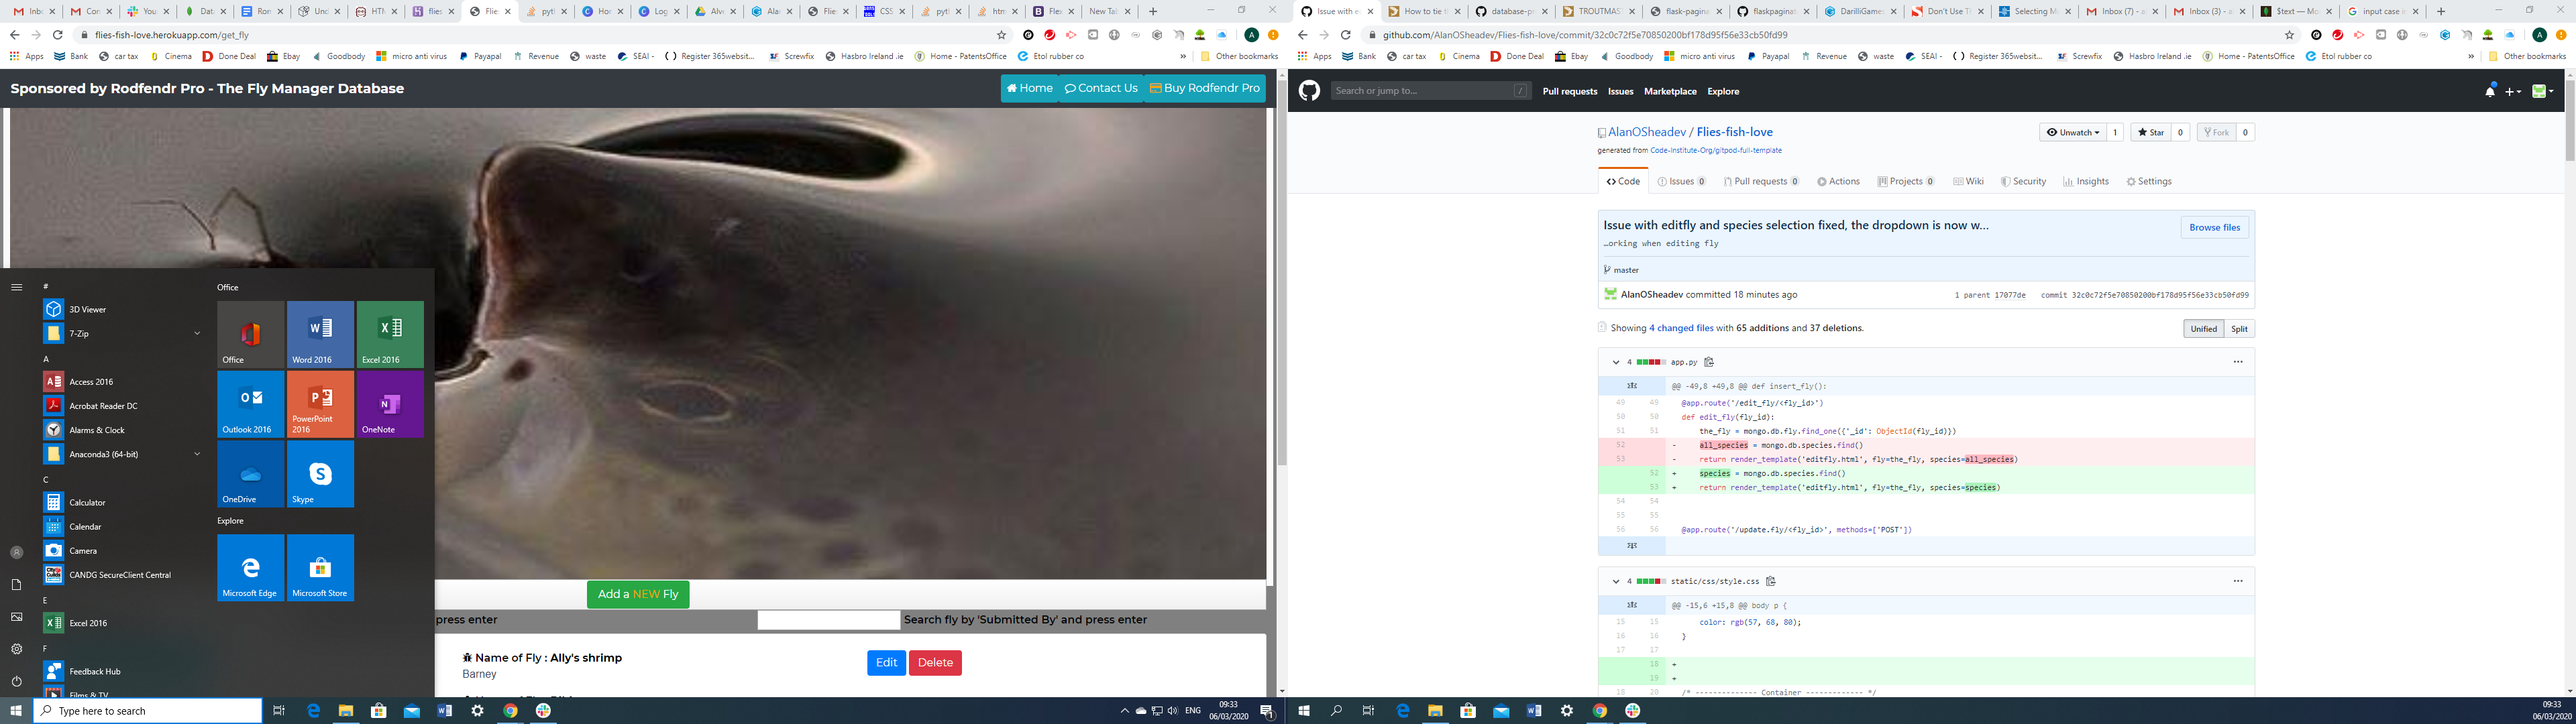 Inb
Con
You
Data
Ron
Und
HTM
flies
Flie
pyti
Hor
Log
Alva
Alar
Flie
CSS
pyti
htm
Flex
New Tab
flies-fish-love.herokuapp.com/get_fly
Apps Bank car tax Cinema Done Deal Ebay Goodbody micro anti virus Payapal Revenue waste SEAI - Register 365websit... Screwfix Hasbro Ireland .ie Home - PatentsOffice Etol rubber co » Other bookmarks
Sponsored by Rodfendr Pro - The Fly Manager Database
Home Contact Us Buy Rodfendr Pro
#
3D Viewer
7-Zip
A
Access 2016
Acrobat Reader DC
Alarms & Clock
Anaconda3 (64-bit)
C
Calculator
Calendar
Camera
CANDG SecureClient Central
E
Excel 2016
F
Feedback Hub
Films & TV
Office
Office
Word 2016
Excel 2016
Outlook 2016
PowerPoint 2016
OneNote
OneDrive
Skype
Explore
Microsoft Edge
Microsoft Store
Add a NEW Fly
press enter
Search fly by 'Submitted By' and press enter
Name of Fly : Ally's shrimp
Barney
Edit Delete
Type here to search
ENG
09:33
06/03/2020
Issue with e
How to tie t
database-pr
TROUTMAS
flask-pagina
flaskpaginat
DarilliGames
Don't Use Th
Selecting M
Inbox (7) - a
Inbox (3) - a
$text — Mo
input case in
github.com/AlanOSheadev/Flies-fish-love/commit/32c0c72f5e70850200bf178d95f56e33cb50fd99
Apps Bank car tax Cinema Done Deal Ebay Goodbody micro anti virus Payapal Revenue waste SEAI - Register 365websit... Screwfix Hasbro Ireland .ie Home - PatentsOffice Etol rubber co » Other bookmarks
Search or jump to... /
Pull requests Issues Marketplace Explore
AlanOSheadev / Flies-fish-love
generated from Code-Institute-Org/gitpod-full-template
Unwatch 1 Star 0 Fork 0
Code Issues 0 Pull requests 0 Actions Projects 0 Wiki Security Insights Settings
Issue with editfly and species selection fixed, the dropdown is now w…
Browse files
…orking when editing fly
master
AlanOSheadev committed 18 minutes ago
1 parent 17077de commit 32c0c72f5e70850200bf178d95f56e33cb50fd99
Showing 4 changed files with 65 additions and 37 deletions.
Unified Split
4 app.py
@@ -49,8 +49,8 @@ def insert_fly():
49 49 @app.route('/edit_fly/<fly_id>')
50 50 def edit_fly(fly_id):
51 51 the_fly = mongo.db.fly.find_one({'_id': ObjectId(fly_id)})
52 - all_species = mongo.db.species.find()
53 - return render_template('editfly.html', fly=the_fly, species=all_species)
52 + species = mongo.db.species.find()
53 + return render_template('editfly.html', fly=the_fly, species=species)
54 54
55 55
56 56 @app.route('/update.fly/<fly_id>', methods=['POST'])
4 static/css/style.css
@@ -15,6 +15,8 @@ body p {
15 15 color: rgb(57, 68, 80);
16 16 }
17 17
18 +
19 +
18 20 /* -------------- Container ------------- */
09:33
06/03/2020